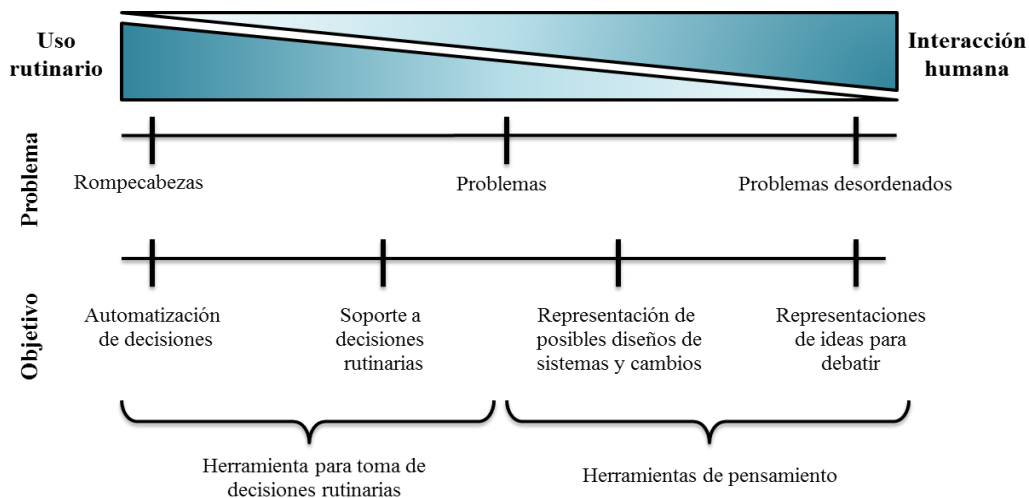 Uso
rutinario
Interacción
humana
Problema
Rompecabezas
Problemas
Problemas desordenados
Objetivo
Automatización
de decisiones
Soporte a
decisiones
rutinarias
Representación de
posibles diseños de
sistemas y cambios
Representaciones
de ideas para
debatir
Herramienta para toma de
decisiones rutinarias
Herramientas de pensamiento